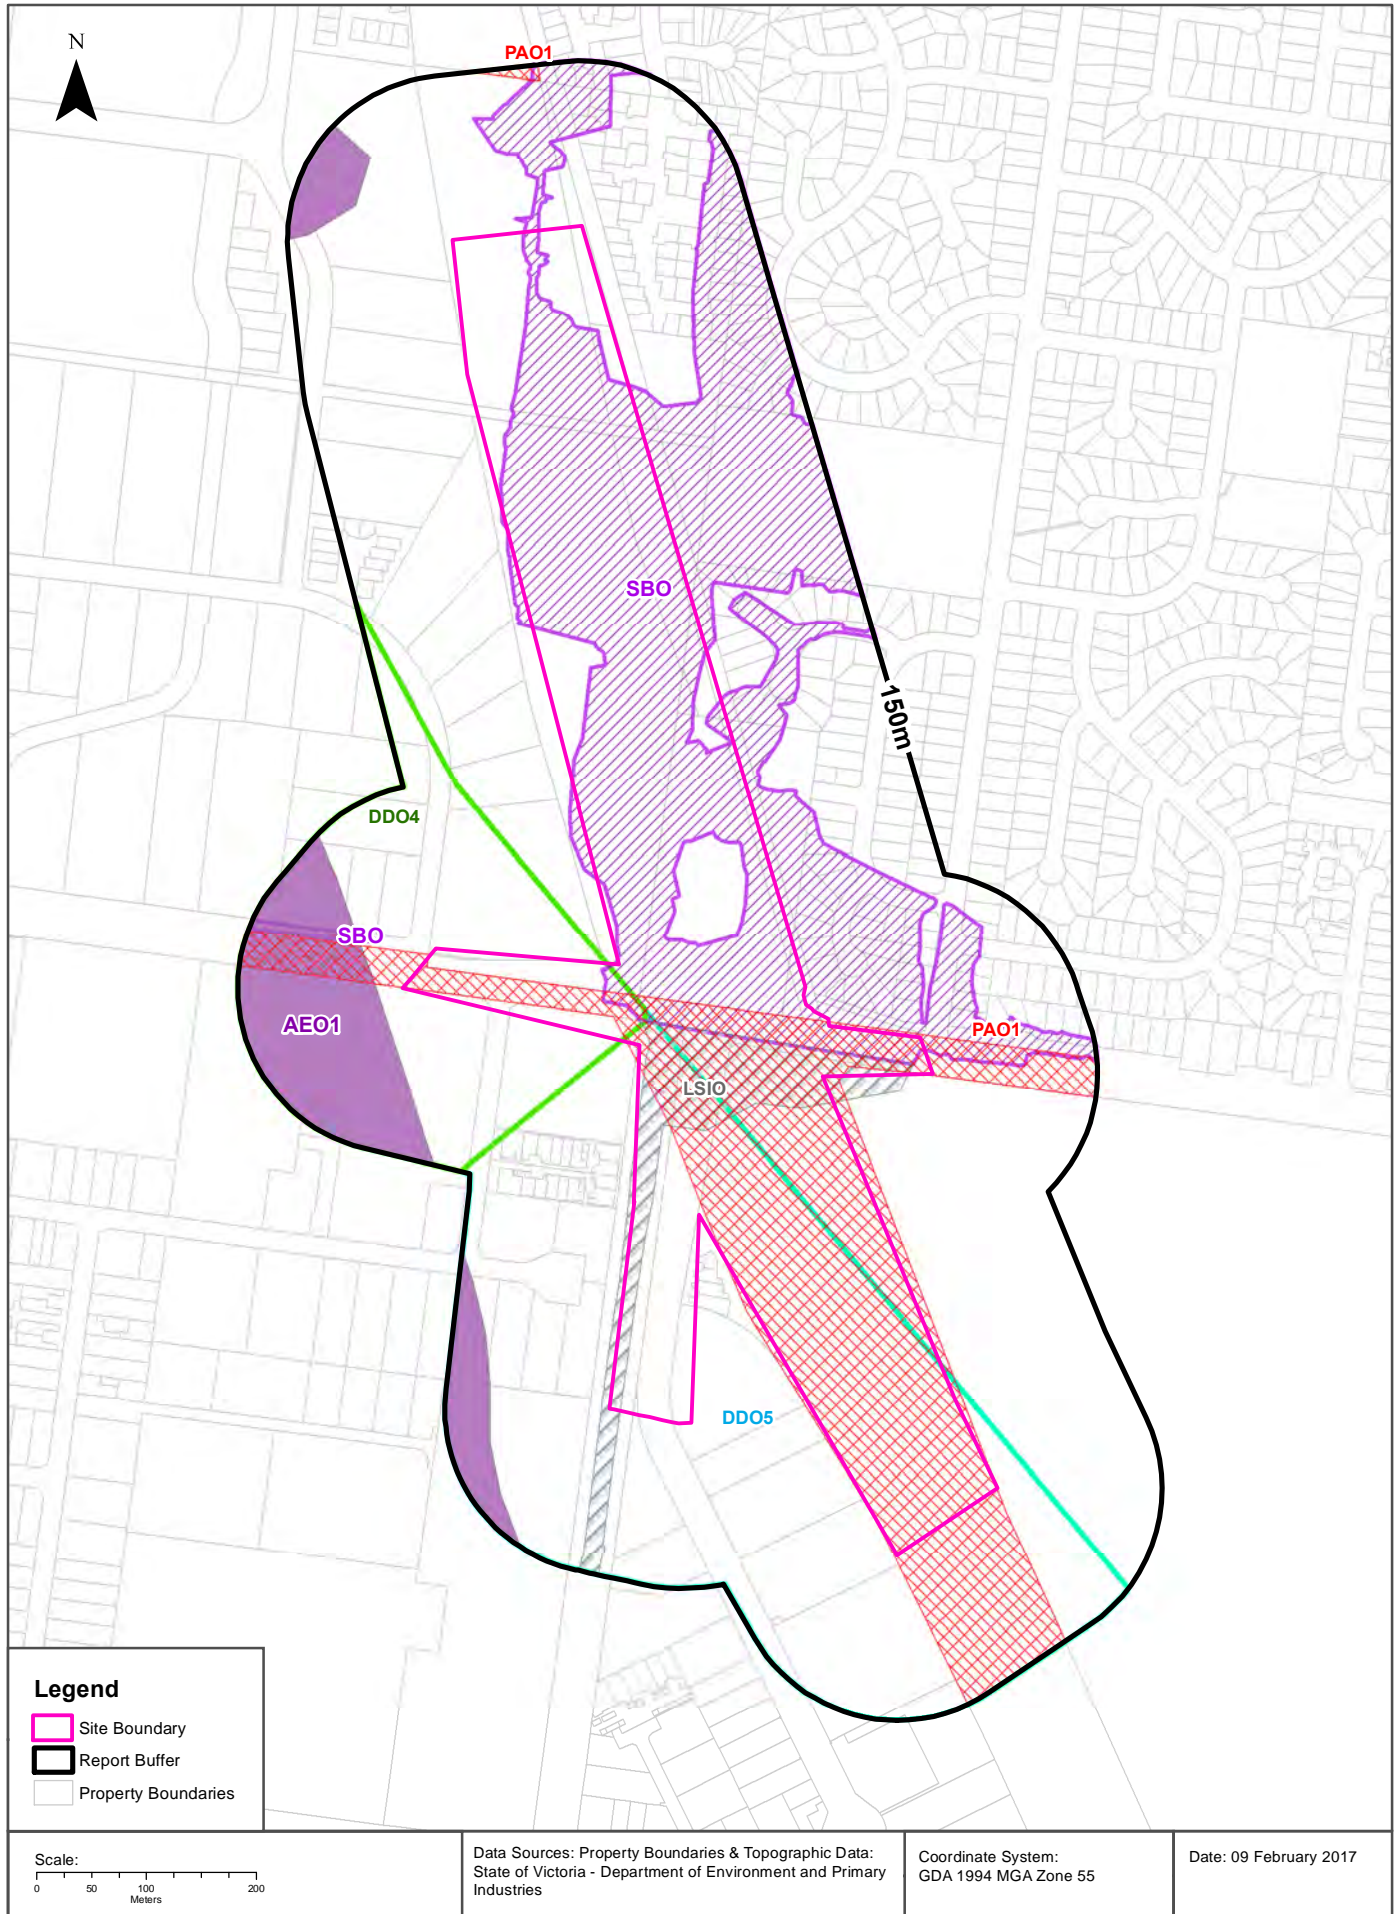 N
PAO1
SBO
150m
DDO4
SBO
AEO1
PAO1
LSIO
DDO5
Legend
Site Boundary
Report Buffer
Property Boundaries
Scale:
0 50 100 200
Meters
Data Sources: Property Boundaries & Topographic Data:
State of Victoria - Department of Environment and Primary
Industries
Coordinate System:
GDA 1994 MGA Zone 55
Date: 09 February 2017